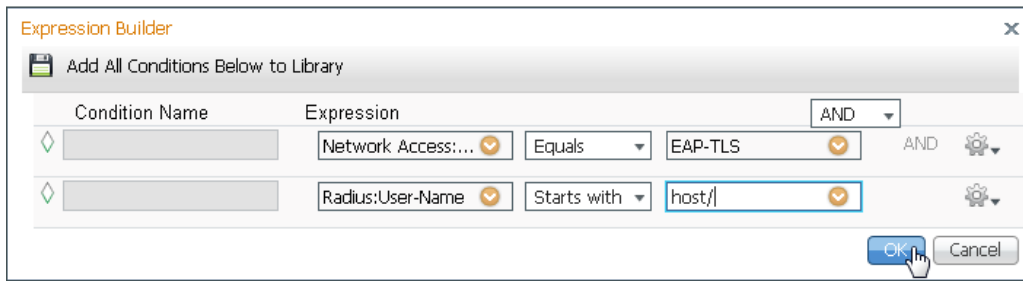 Expression Builder
Add All Conditions Below to Library
Condition Name Expression AND
Network Access:... Equals EAP-TLS AND
Radius:User-Name Starts with host/
OK Cancel